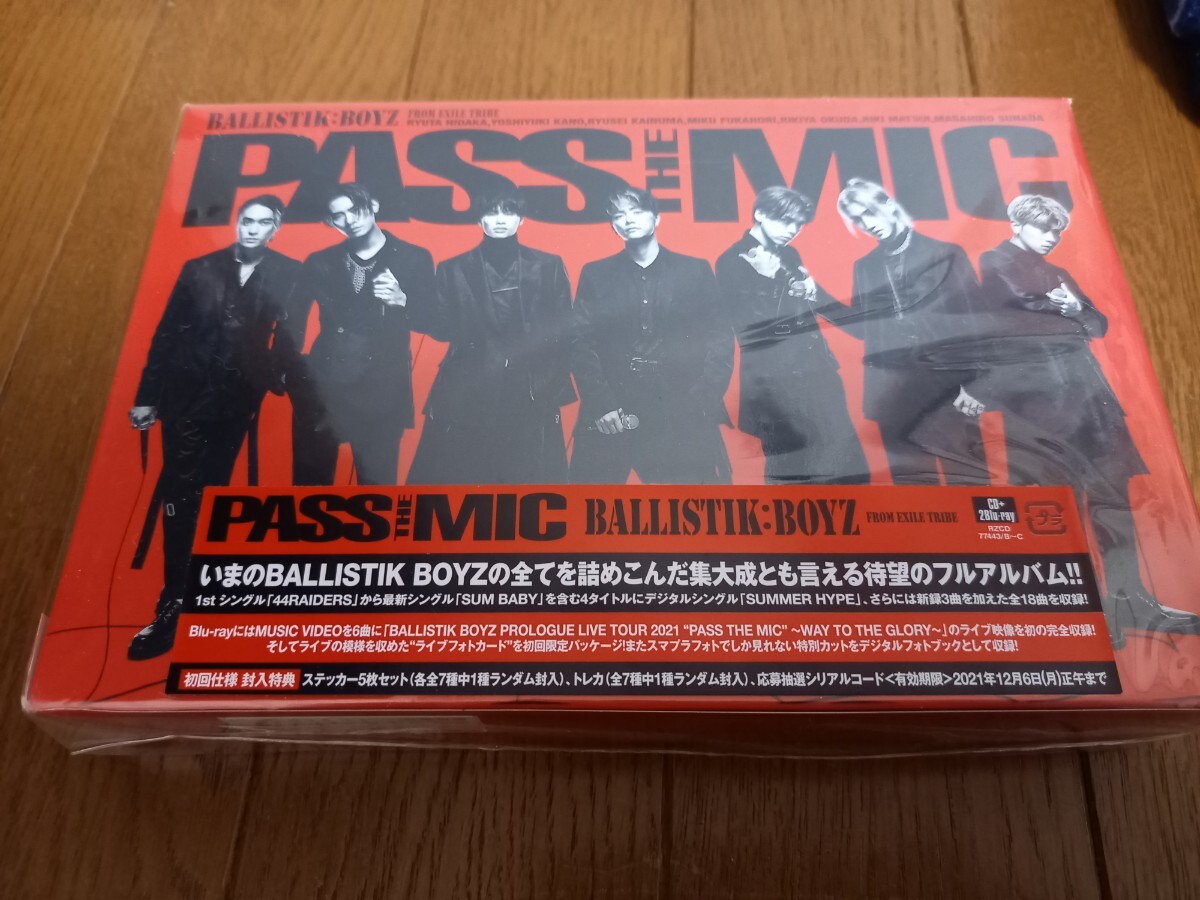 BALLISTIK:BOYZ FROM EXILE TRIBE
RYUTA HIDAKA, YOSHIYUKI KANO, RYUSEI KAINUMA, MIKU FUKAHORI, RIKIYA OKUDA, RIKI MATSUI, MASAHIRO SUNADA
PASS THE MIC
PASS THE MIC BALLISTIK:BOYZ FROM EXILE TRIBE
CD+
2Blu-ray
RZCD
77443/B~C
プラ
いまのBALLISTIK BOYZの全てを詰めこんだ集大成とも言える待望のフルアルバム!!
1stシングル「44RAIDERS」から最新シングル「SUM BABY」を含む4タイトルにデジタルシングル「SUMMER HYPE」、さらには新録3曲を加えた全18曲を収録!
Blu-rayにはMUSIC VIDEOを6曲に「BALLISTIK BOYZ PROLOGUE LIVE TOUR 2021 “PASS THE MIC” ~WAY TO THE GLORY~」のライブ映像を初の完全収録!
そしてライブの模様を収めた“ライブフォトカード”を初回限定パッケージ!またスマプラフォトでしか見れない特別カットをデジタルフォトブックとして収録!
初回仕様 封入特典 ステッカー5枚セット(各全7種中1種ランダム封入)、トレカ(全7種中1種ランダム封入)、応募抽選シリアルコード<有効期限>2021年12月6日(月)正午まで